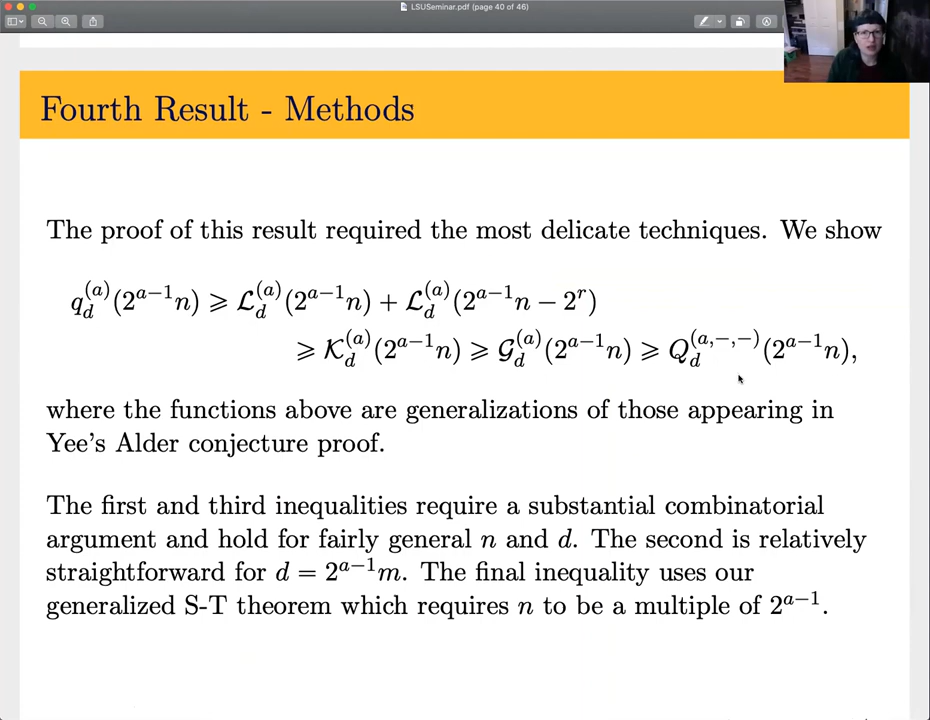 LSUSeminar.pdf (page 40 of 46)
Fourth Result - Methods
The proof of this result required the most delicate techniques. We show
q_d^{(a)}(2^{a−1}n) ⩾ ℒ_d^{(a)}(2^{a−1}n) + ℒ_d^{(a)}(2^{a−1}n − 2^r)
⩾ 𝒦_d^{(a)}(2^{a−1}n) ⩾ 𝒢_d^{(a)}(2^{a−1}n) ⩾ Q_d^{(a,−,−)}(2^{a−1}n),
where the functions above are generalizations of those appearing in
Yee's Alder conjecture proof.
The first and third inequalities require a substantial combinatorial
argument and hold for fairly general n and d. The second is relatively
straightforward for d = 2^{a−1}m. The final inequality uses our
generalized S-T theorem which requires n to be a multiple of 2^{a−1}.